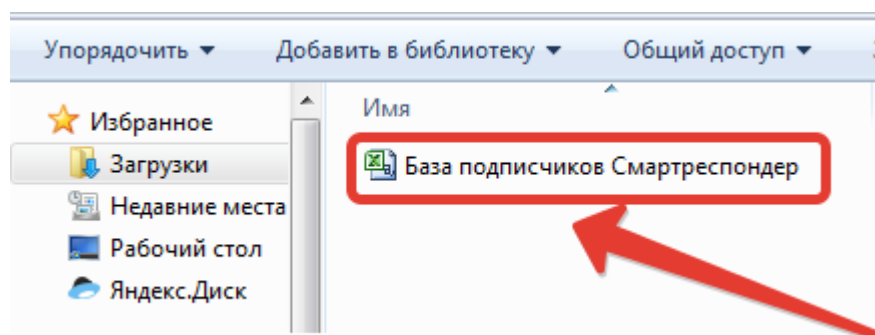 Упорядочить Добавить в библиотеку Общий доступ
Избранное
Загрузки
Недавние места
Рабочий стол
Яндекс.Диск
Имя
База подписчиков Смартреспондер